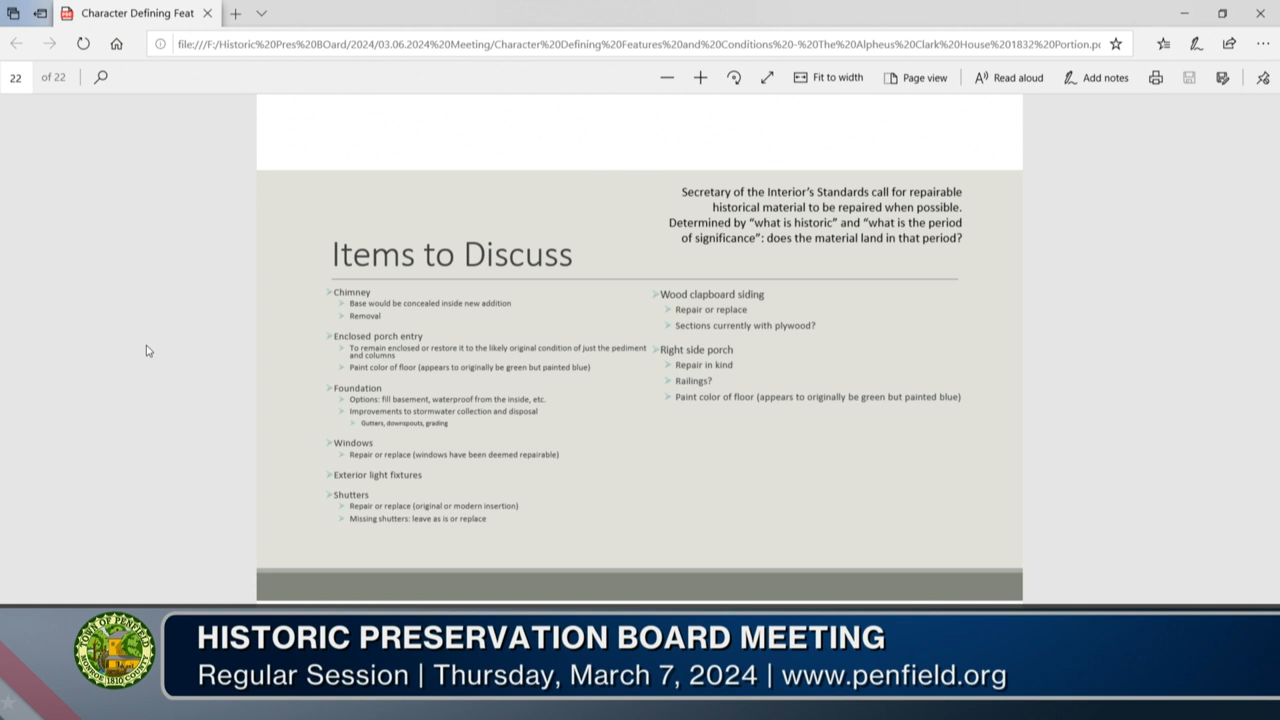 Character Defining Feat
file:///F:/Historic%20Pres%20BOard/2024/03.06.2024%20Meeting/Character%20Defining%20Features%20and%20Conditions%20-%20The%20Alpheus%20Clark%20House%201832%20Portion.pd
22 of 22
Fit to width
Page view
Read aloud
Add notes
Secretary of the Interior's Standards call for repairable
historical material to be repaired when possible.
Determined by "what is historic" and "what is the period
of significance": does the material land in that period?
Items to Discuss
Chimney
Base would be concealed inside new addition
Removal
Enclosed porch entry
To remain enclosed or restore it to the likely original condition of just the pediment
and columns
Paint color of floor (appears to originally be green but painted blue)
Foundation
Options: fill basement, waterproof from the inside, etc.
Improvements to stormwater collection and disposal
Gutters, downspouts, grading
Windows
Repair or replace (windows have been deemed repairable)
Exterior light fixtures
Shutters
Repair or replace (original or modern insertion)
Missing shutters: leave as is or replace
Wood clapboard siding
Repair or replace
Sections currently with plywood?
Right side porch
Repair in kind
Railings?
Paint color of floor (appears to originally be green but painted blue)
TOWN OF PENFIELD
1810
HISTORIC PRESERVATION BOARD MEETING
Regular Session | Thursday, March 7, 2024 | www.penfield.org